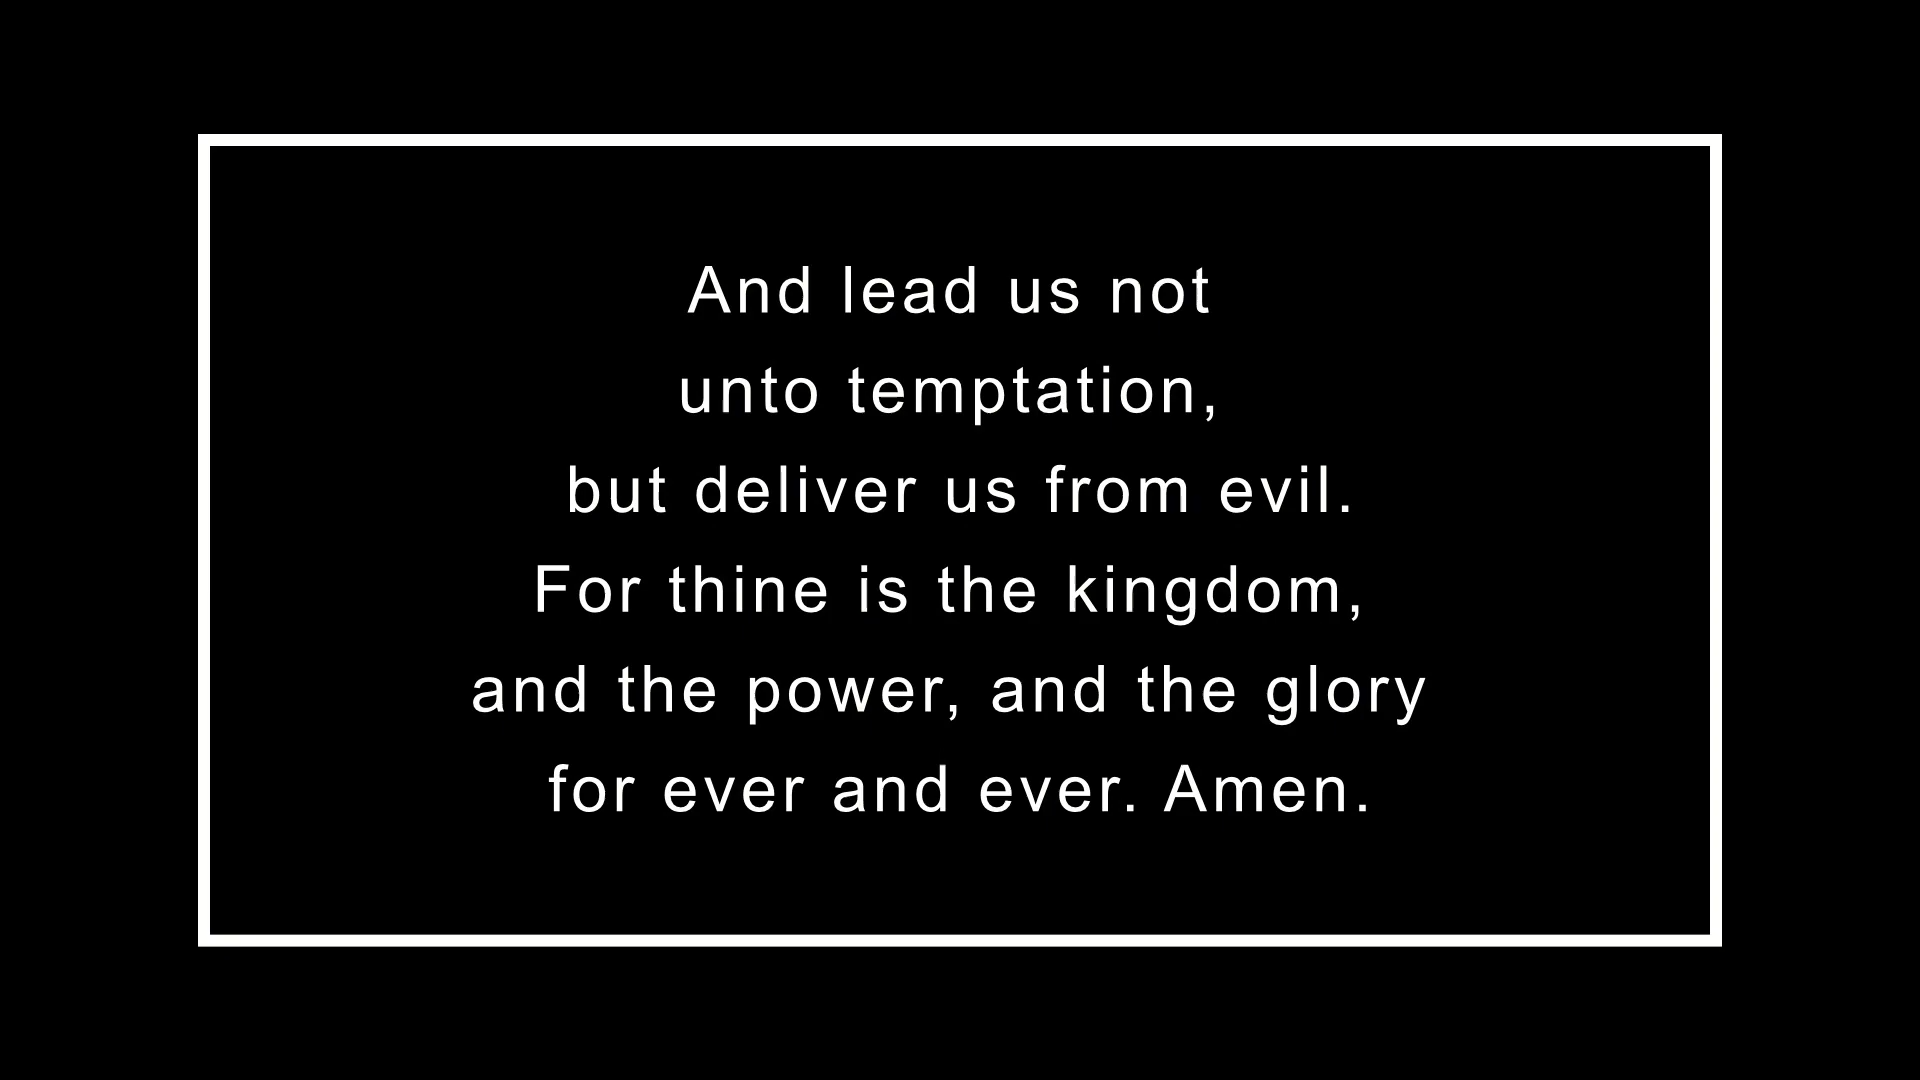 And lead us not
unto temptation,
but deliver us from evil.
For thine is the kingdom,
and the power, and the glory
for ever and ever. Amen.